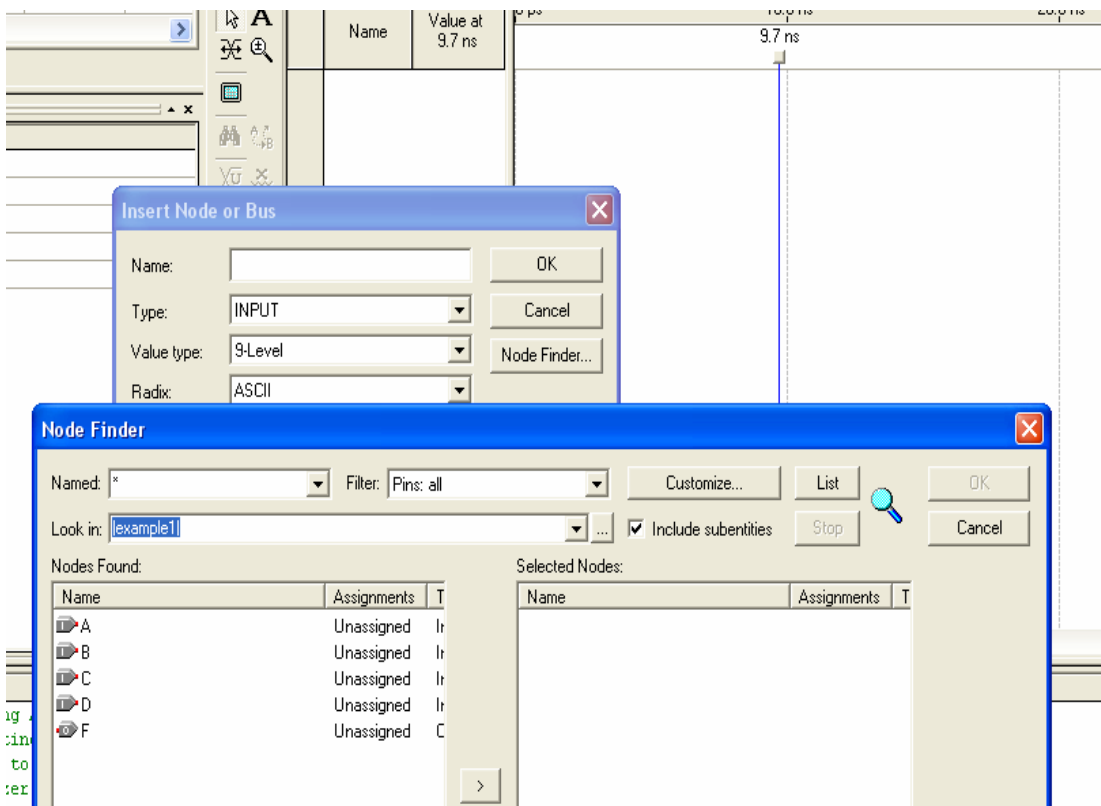 A
Name
Value at
9.7 ns
9.7 ns
Insert Node or Bus
Name:
OK
Type:
INPUT
Cancel
Value type:
9-Level
Node Finder...
Radix:
ASCII
Node Finder
Named:
*
Filter:
Pins: all
Customize...
List
OK
Look in:
|example1|
...
Include subentities
Stop
Cancel
Nodes Found:
Selected Nodes:
Name
Assignments
T
Name
Assignments
T
A
Unassigned
B
Unassigned
C
Unassigned
D
Unassigned
F
Unassigned
to
>